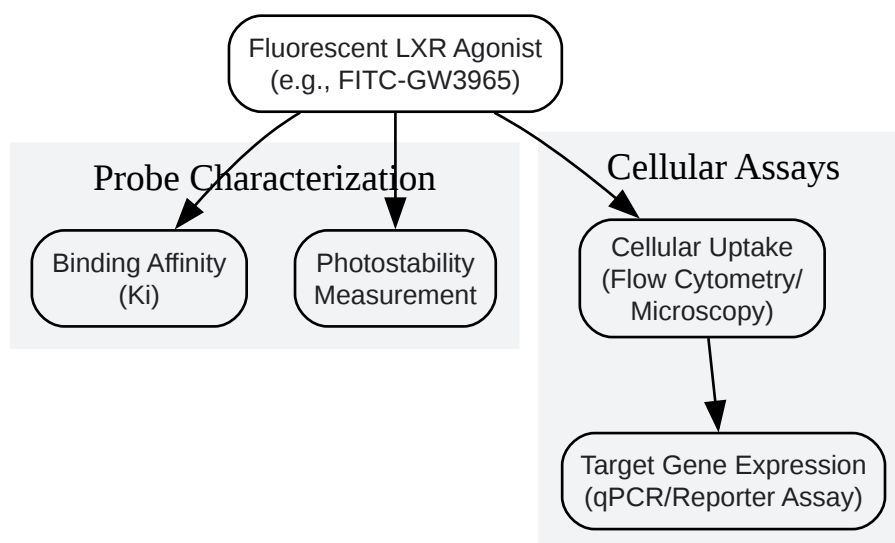 Fluorescent LXR Agonist
(e.g., FITC-GW3965)
Probe Characterization
Binding Affinity
(Ki)
Photostability
Measurement
Cellular Assays
Cellular Uptake
(Flow Cytometry/
Microscopy)
Target Gene Expression
(qPCR/Reporter Assay)